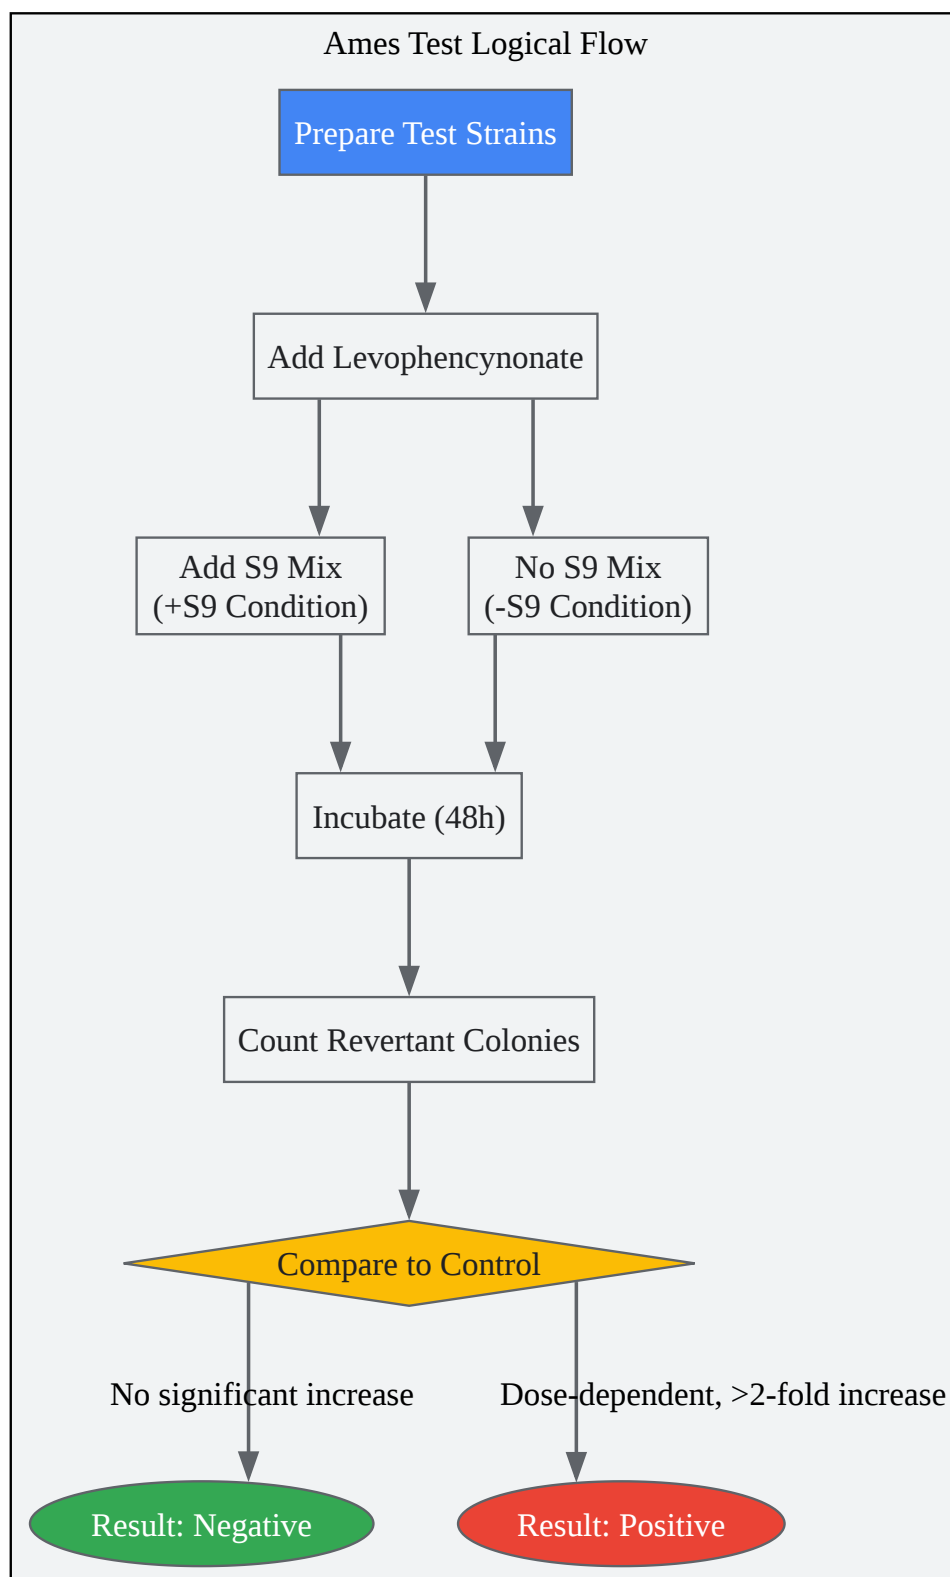 Ames Test Logical Flow
Prepare Test Strains
Add Levophencynonate
Add S9 Mix
(+S9 Condition)
No S9 Mix
(-S9 Condition)
Incubate (48h)
Count Revertant Colonies
Compare to Control
No significant increase
Dose-dependent, >2-fold increase
Result: Negative
Result: Positive